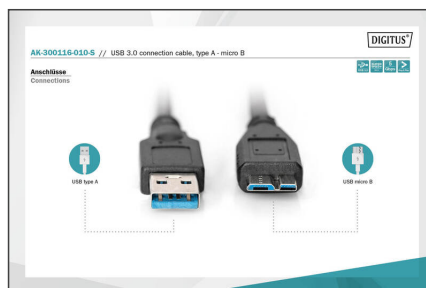 DIGITUS®
AK-300116-010-S // USB 3.0 connection cable, type A - micro B
Anschlüsse
Connections
USB type A
USB micro B